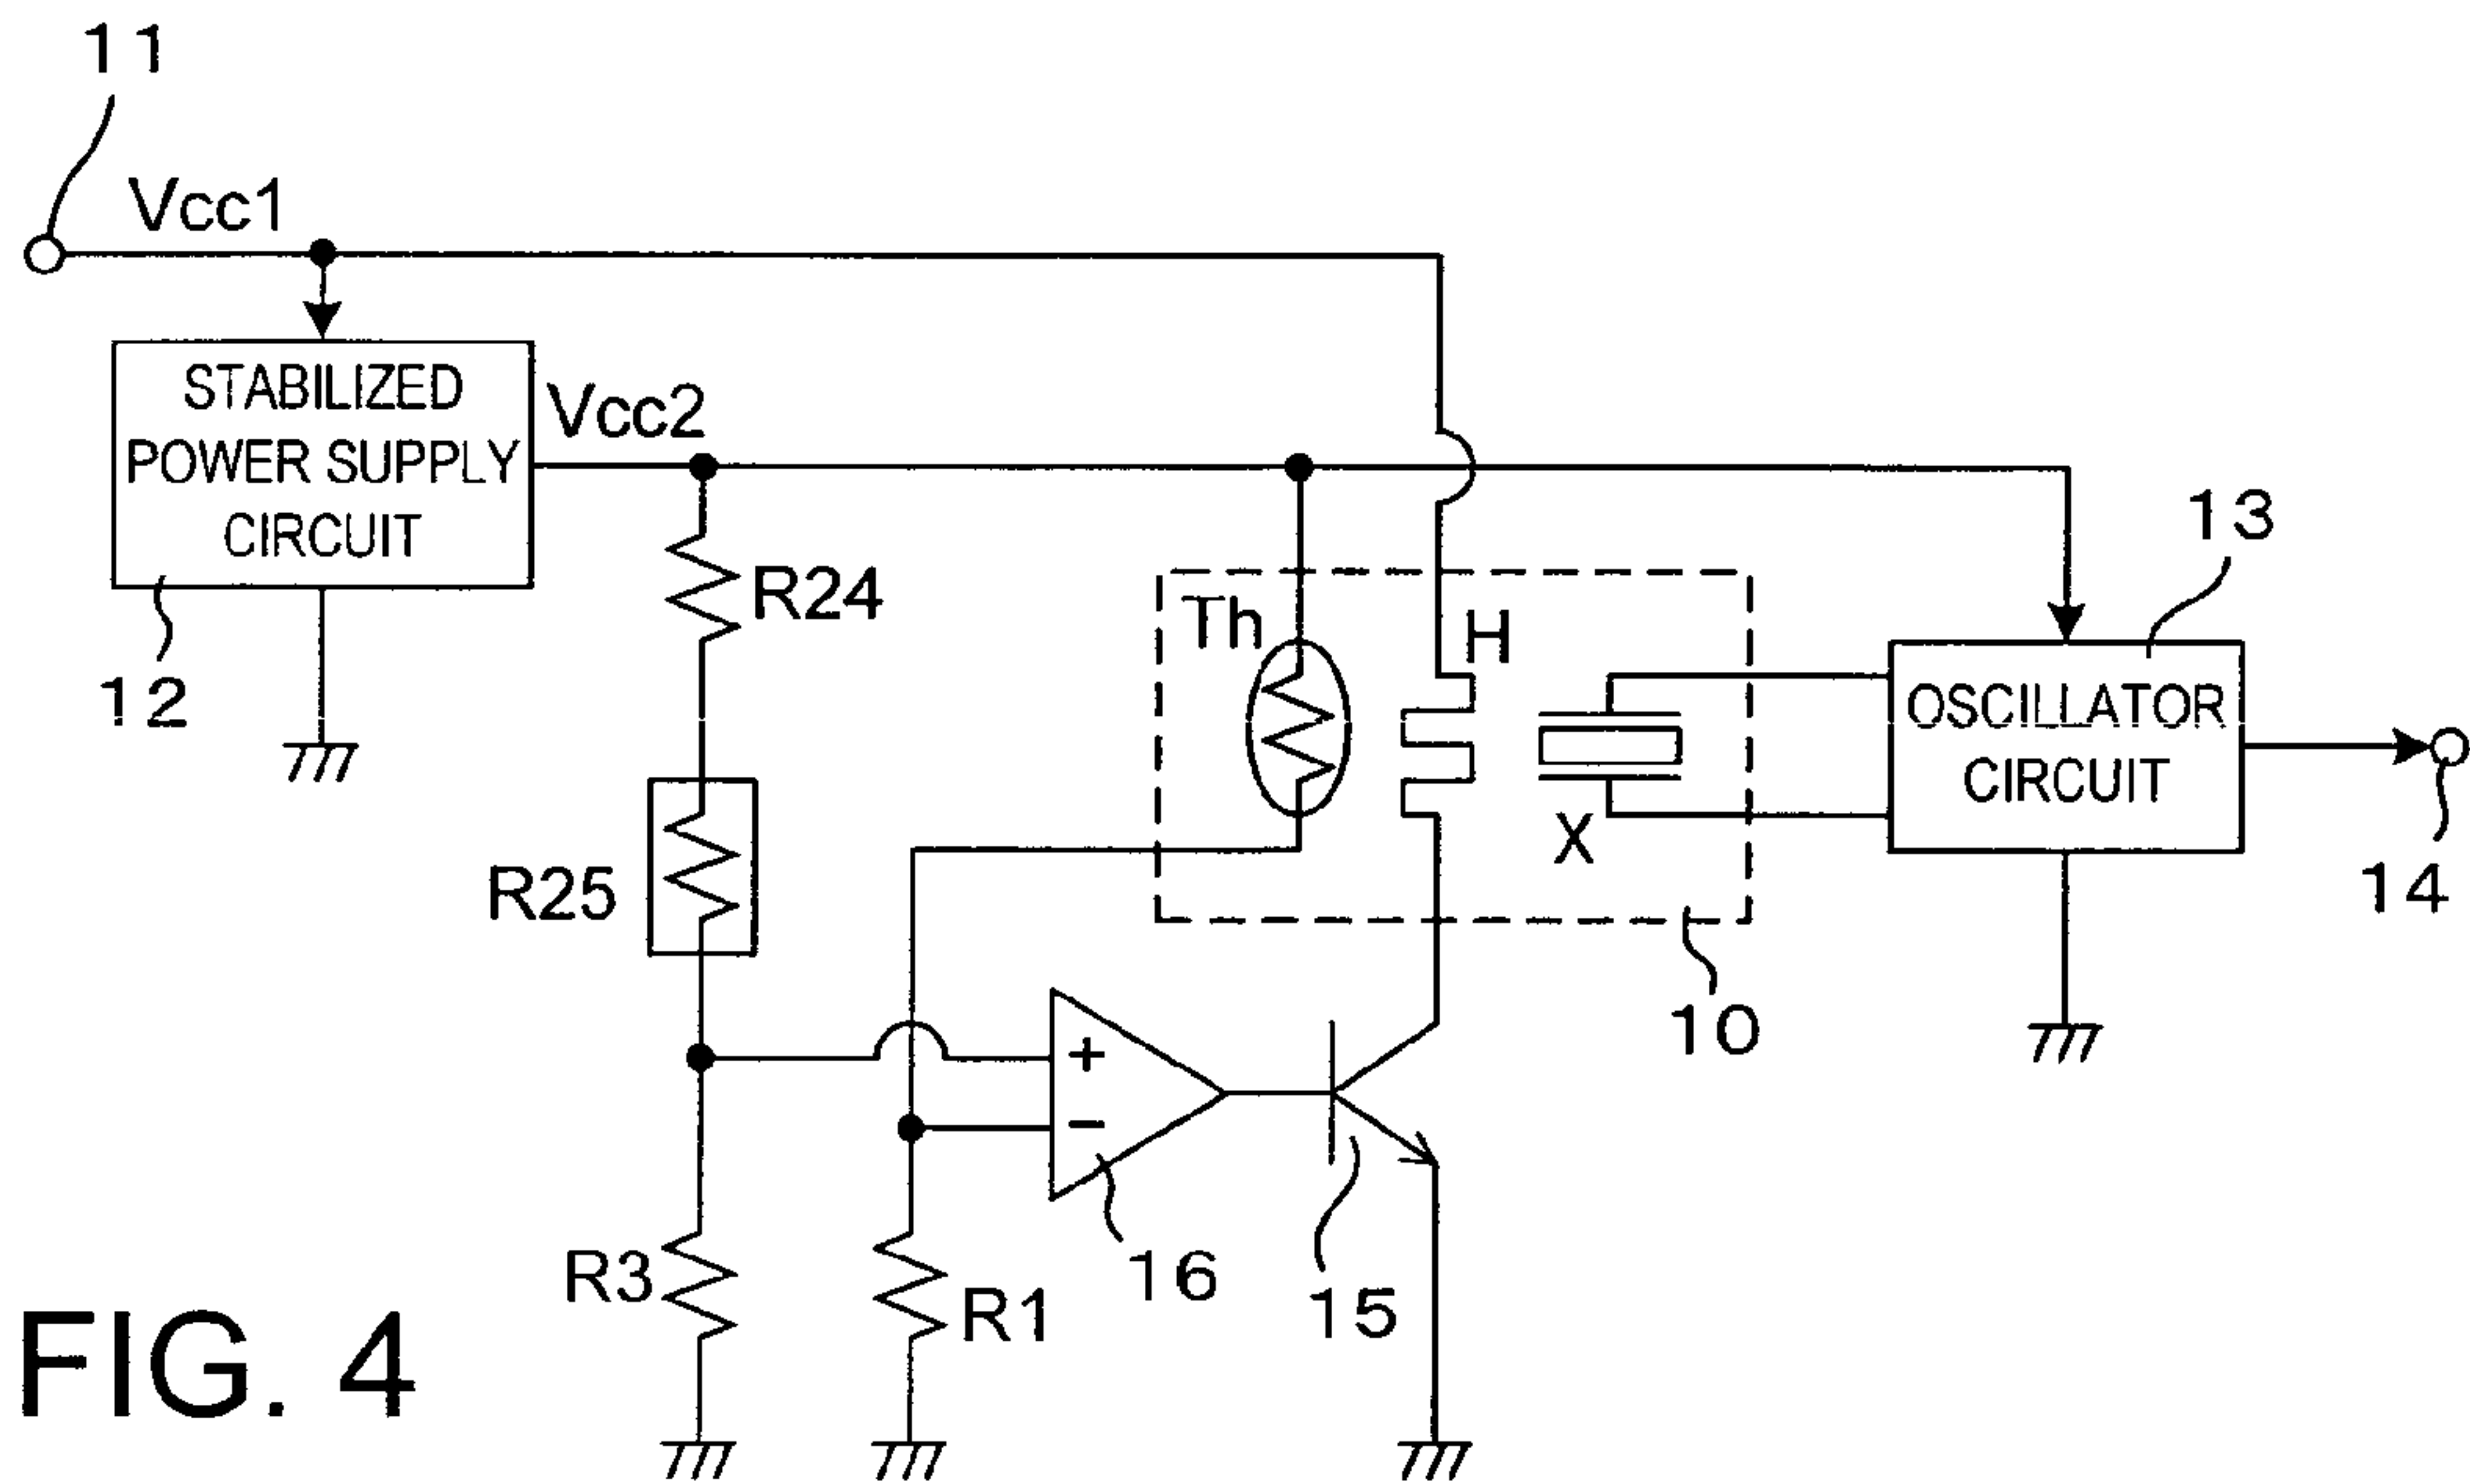 11
Vcc1
STABILIZED
POWER SUPPLY
CIRCUIT
Vcc2
12
R24
Th
H
13
OSCILLATOR
CIRCUIT
X
14
R25
10
+
−
16
15
R3
R1
FIG. 4